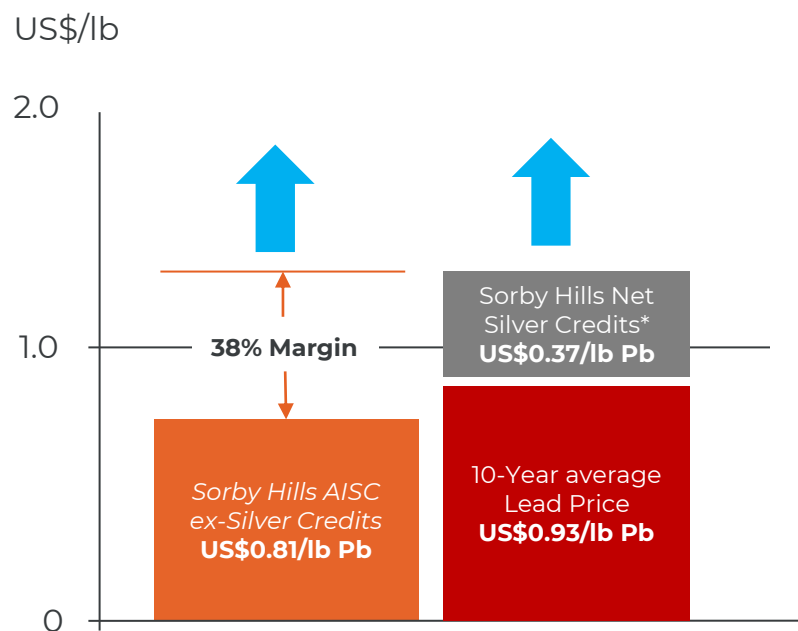 US$/lb
2.0
1.0
0
38% Margin
Sorby Hills AISC
ex-Silver Credits
US$0.81/lb Pb
Sorby Hills Net
Silver Credits*
US$0.37/lb Pb
10-Year average
Lead Price
US$0.93/lb Pb